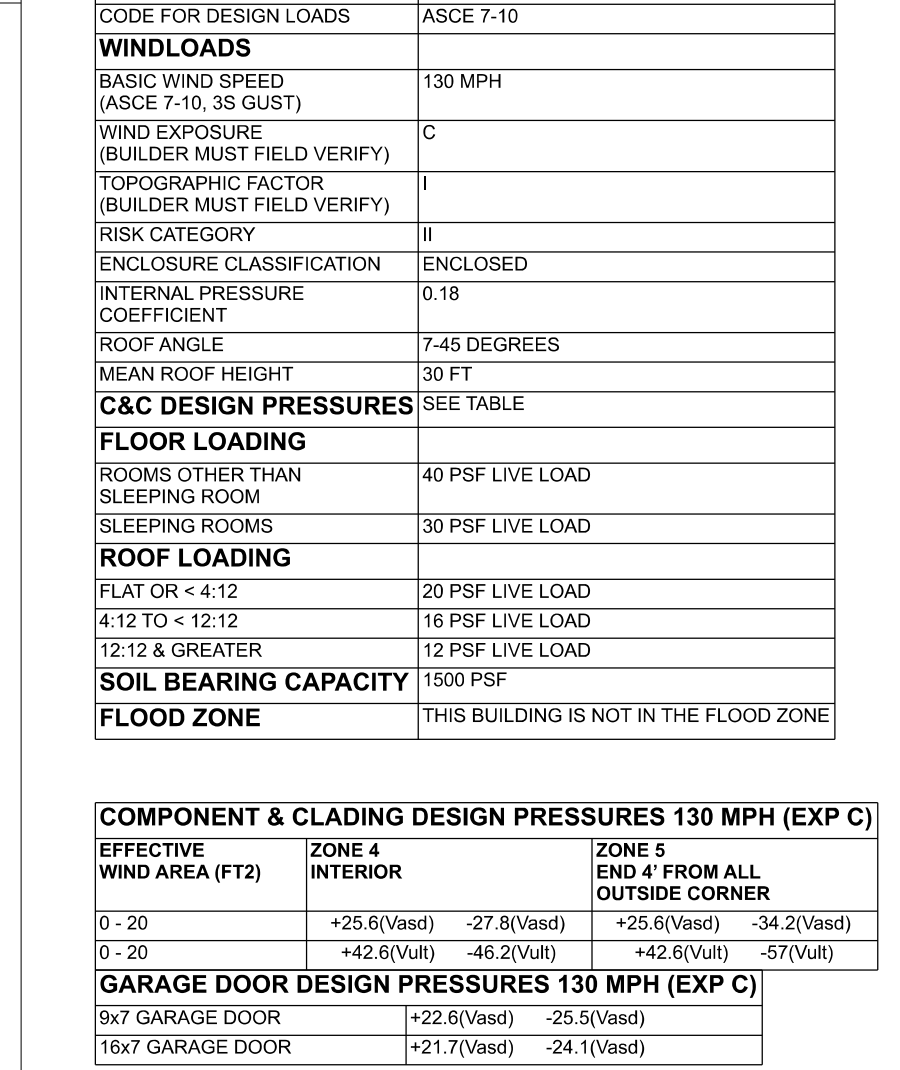 CODE FOR DESIGN LOADS ASCE 7-10
WINDLOADS
BASIC WIND SPEED 130 MPH
(ASCE 7-10, 3S GUST)
WIND EXPOSURE C
(BUILDER MUST FIELD VERIFY)
TOPOGRAPHIC FACTOR I
(BUILDER MUST FIELD VERIFY)
RISK CATEGORY II
ENCLOSURE CLASSIFICATION ENCLOSED
INTERNAL PRESSURE 0.18
COEFFICIENT
ROOF ANGLE 7-45 DEGREES
MEAN ROOF HEIGHT 30 FT
C&C DESIGN PRESSURES SEE TABLE
FLOOR LOADING
ROOMS OTHER THAN 40 PSF LIVE LOAD
SLEEPING ROOM
SLEEPING ROOMS 30 PSF LIVE LOAD
ROOF LOADING
FLAT OR < 4:12 20 PSF LIVE LOAD
4:12 TO < 12:12 16 PSF LIVE LOAD
12:12 & GREATER 12 PSF LIVE LOAD
SOIL BEARING CAPACITY 1500 PSF
FLOOD ZONE THIS BUILDING IS NOT IN THE FLOOD ZONE
COMPONENT & CLADING DESIGN PRESSURES 130 MPH (EXP C)
EFFECTIVE ZONE 4 ZONE 5
WIND AREA (FT2) INTERIOR END 4' FROM ALL
OUTSIDE CORNER
0 - 20 +25.6(Vasd) -27.8(Vasd) +25.6(Vasd) -34.2(Vasd)
0 - 20 +42.6(Vult) -46.2(Vult) +42.6(Vult) -57(Vult)
GARAGE DOOR DESIGN PRESSURES 130 MPH (EXP C)
9x7 GARAGE DOOR +22.6(Vasd) -25.5(Vasd)
16x7 GARAGE DOOR +21.7(Vasd) -24.1(Vasd)